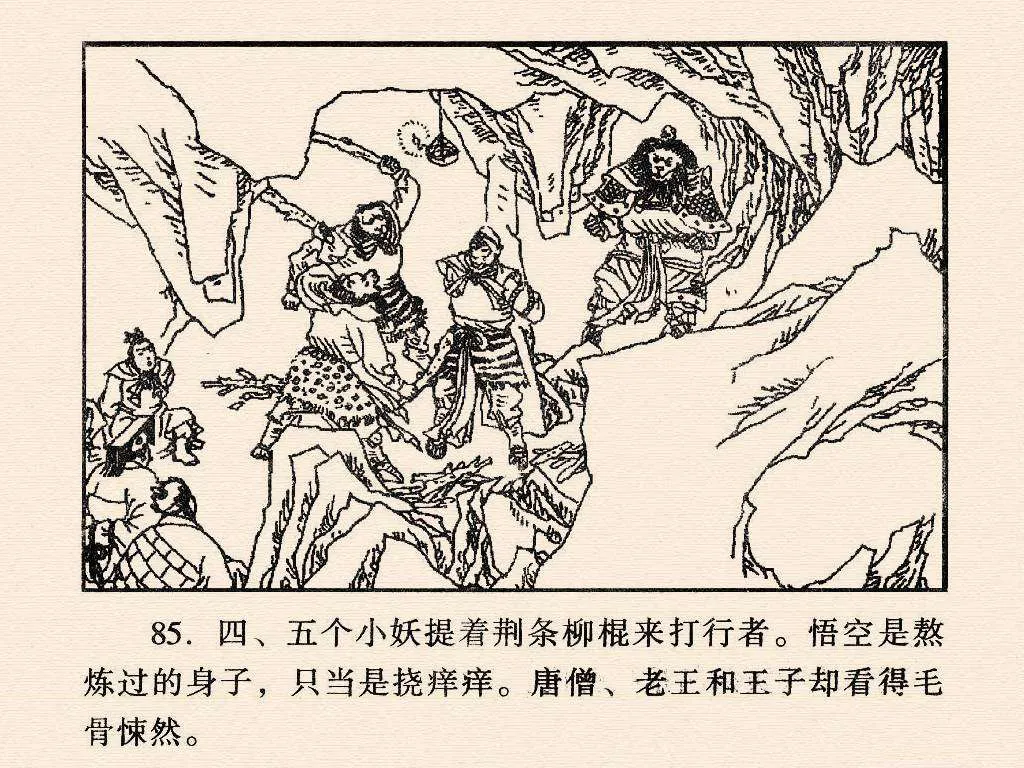 85. 四、五个小妖提着荆条柳棍来打行者。悟空是熬
炼过的身子，只当是挠痒痒。唐僧、老王和王子却看得毛
骨悚然。